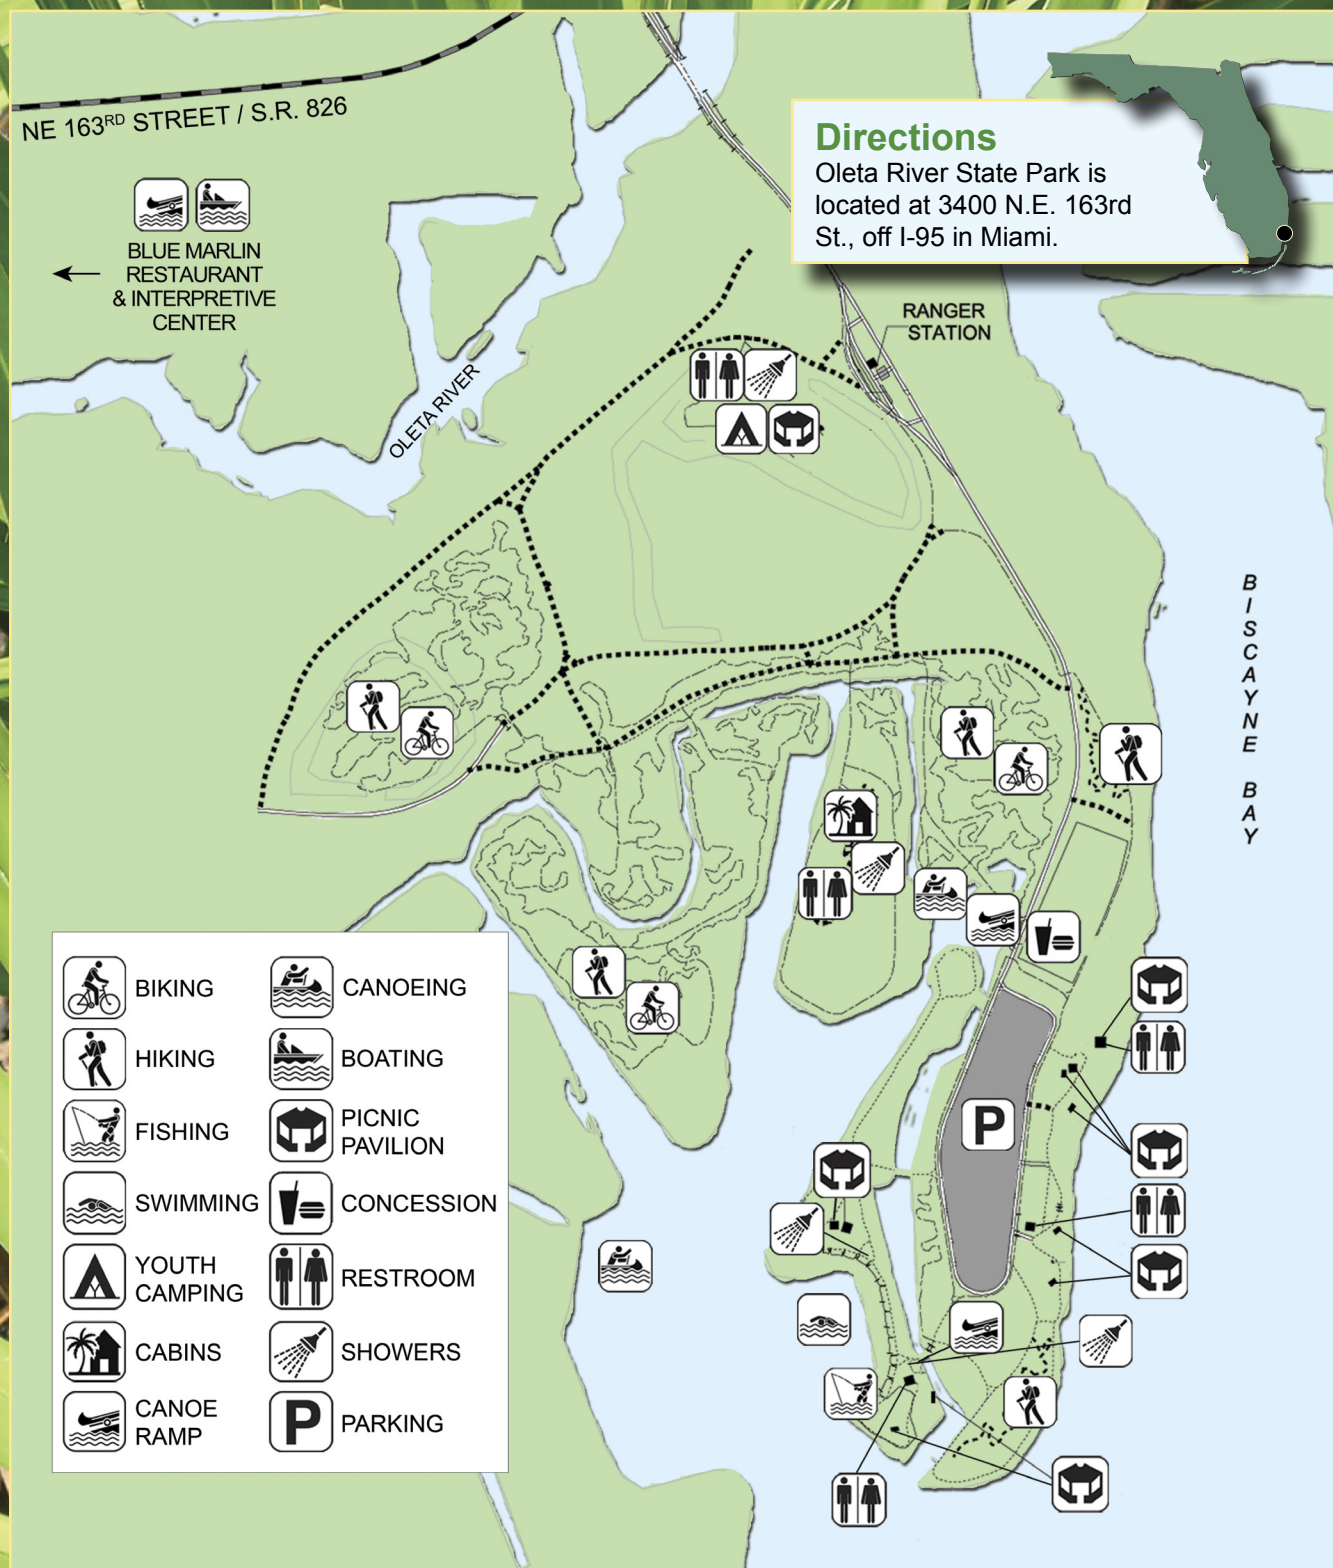 NE 163RD STREET / S.R. 826
Directions
Oleta River State Park is
located at 3400 N.E. 163rd
St., off I-95 in Miami.
BLUE MARLIN
RESTAURANT
& INTERPRETIVE
CENTER
RANGER
STATION
OLETA RIVER
BISCAYNE BAY
P
BIKING
HIKING
FISHING
SWIMMING
YOUTH
CAMPING
CABINS
CANOE
RAMP
CANOEING
BOATING
PICNIC
PAVILION
CONCESSION
RESTROOM
SHOWERS
P PARKING